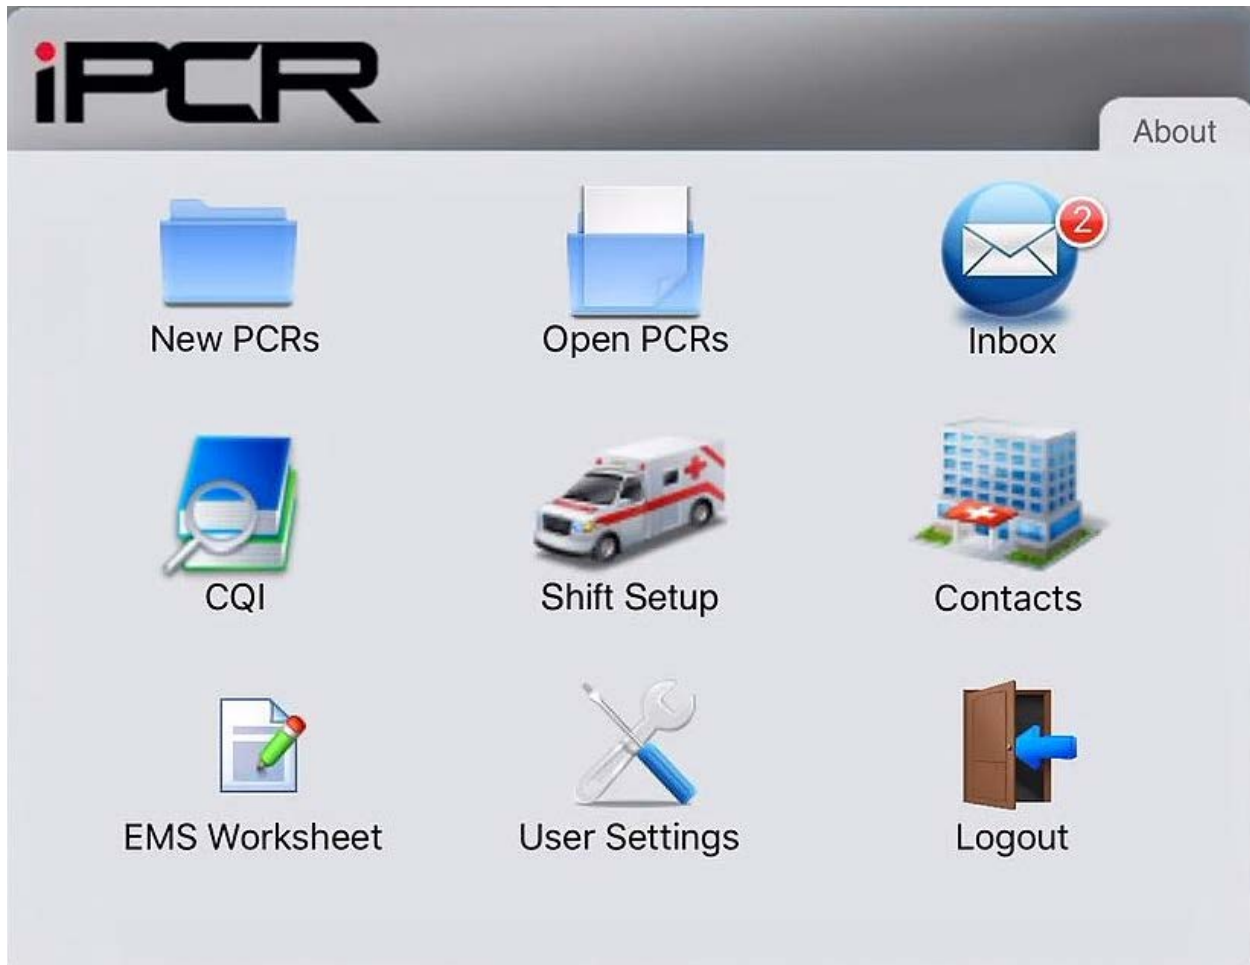 iPCR
About
New PCRs
Open PCRs
2
Inbox
CQI
Shift Setup
Contacts
EMS Worksheet
User Settings
Logout